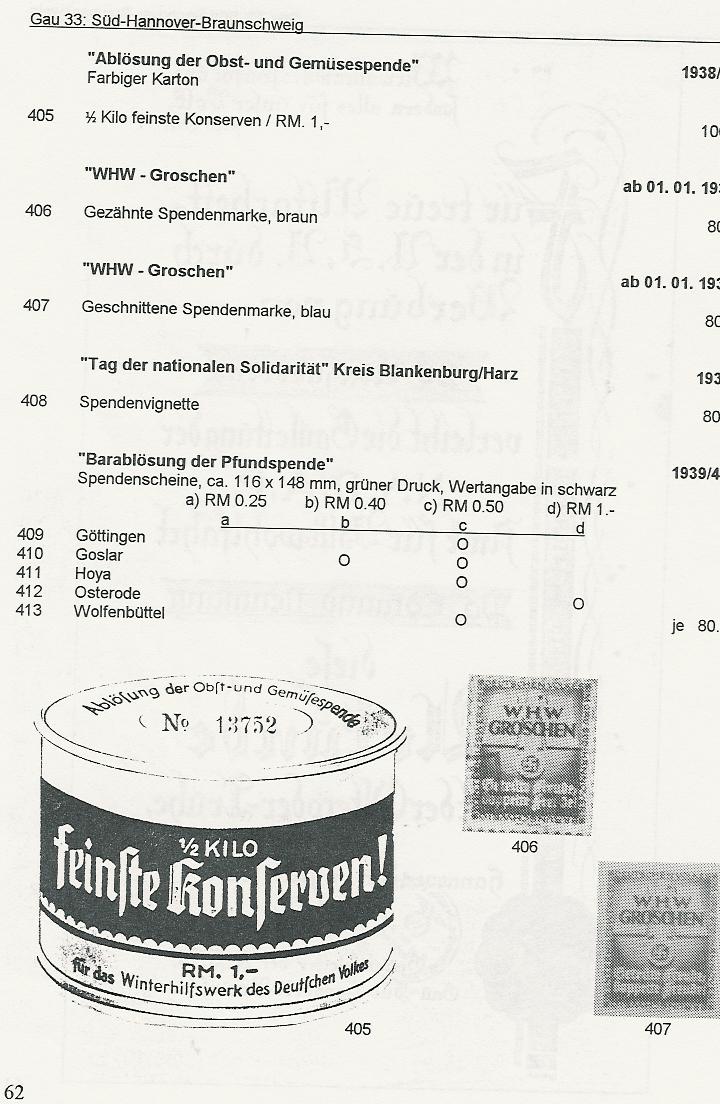 Gau 33: Süd-Hannover-Braunschweig
"Ablösung der Obst- und Gemüsespende" 1938/
Farbiger Karton
405 ½ Kilo feinste Konserven / RM. 1,- 10
"WHW - Groschen" ab 01. 01. 193
406 Gezähnte Spendenmarke, braun 80
"WHW - Groschen" ab 01. 01. 193
407 Geschnittene Spendenmarke, blau 80
"Tag der nationalen Solidarität" Kreis Blankenburg/Harz 193
408 Spendenvignette 80
"Barablösung der Pfundspende" 1939/4
Spendenscheine, ca. 116 x 148 mm, grüner Druck, Wertangabe in schwarz
a) RM 0.25 b) RM 0.40 c) RM 0.50 d) RM 1.-
a b c d
409 Göttingen O
410 Goslar O O
411 Hoya O
412 Osterode O
413 Wolfenbüttel O je 80.
Ablöſung der Obſt-und Gemüſeſpende
No 13752
½ KILO
feinſte Konſerven!
RM. 1,-
für das Winterhilfswerk des Deutſchen Volkes
405
WHW
GROSCHEN
406
WHW
GROSCHEN
407
62